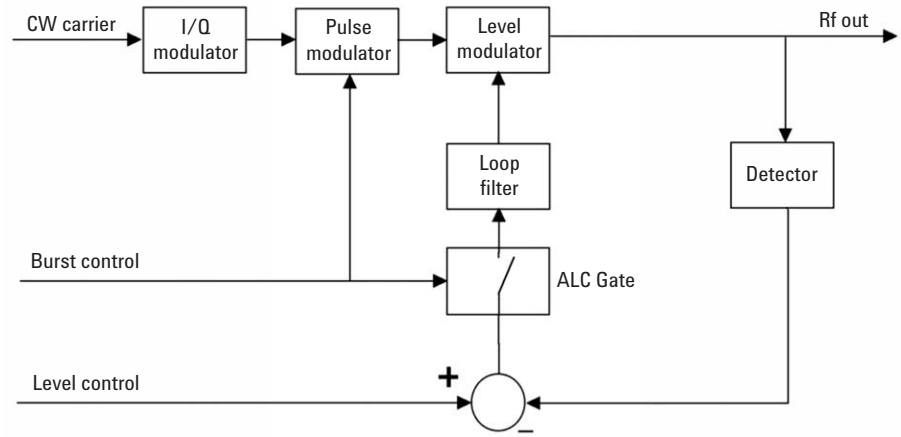 CW carrier
I/Q
modulator
Pulse
modulator
Level
modulator
Rf out
Loop
filter
Detector
Burst control
ALC Gate
Level control
+
–